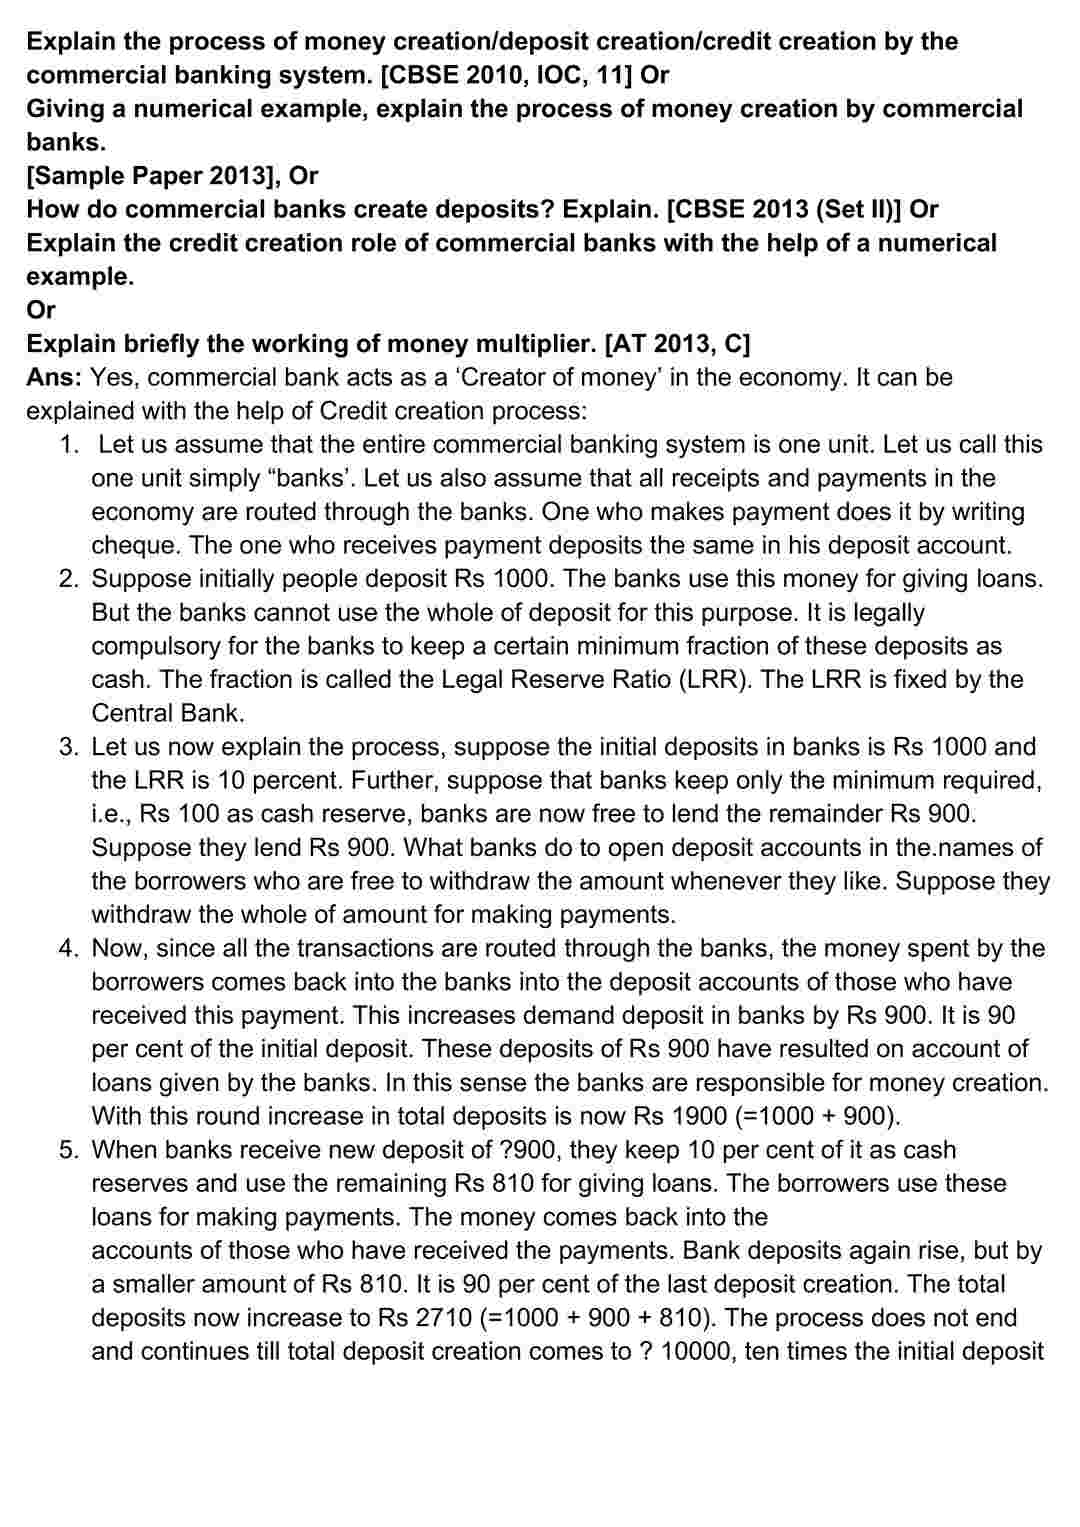 Explain the process of money creation/deposit creation/credit creation by the
commercial banking system. [CBSE 2010, IOC, 11] Or
Giving a numerical example, explain the process of money creation by commercial
banks.
[Sample Paper 2013], Or
How do commercial banks create deposits? Explain. [CBSE 2013 (Set II)] Or
Explain the credit creation role of commercial banks with the help of a numerical
example.
Or
Explain briefly the working of money multiplier. [AT 2013, C]
Ans: Yes, commercial bank acts as a ‘Creator of money’ in the economy. It can be
explained with the help of Credit creation process:
1. Let us assume that the entire commercial banking system is one unit. Let us call this
one unit simply “banks’. Let us also assume that all receipts and payments in the
economy are routed through the banks. One who makes payment does it by writing
cheque. The one who receives payment deposits the same in his deposit account.
2. Suppose initially people deposit Rs 1000. The banks use this money for giving loans.
But the banks cannot use the whole of deposit for this purpose. It is legally
compulsory for the banks to keep a certain minimum fraction of these deposits as
cash. The fraction is called the Legal Reserve Ratio (LRR). The LRR is fixed by the
Central Bank.
3. Let us now explain the process, suppose the initial deposits in banks is Rs 1000 and
the LRR is 10 percent. Further, suppose that banks keep only the minimum required,
i.e., Rs 100 as cash reserve, banks are now free to lend the remainder Rs 900.
Suppose they lend Rs 900. What banks do to open deposit accounts in the.names of
the borrowers who are free to withdraw the amount whenever they like. Suppose they
withdraw the whole of amount for making payments.
4. Now, since all the transactions are routed through the banks, the money spent by the
borrowers comes back into the banks into the deposit accounts of those who have
received this payment. This increases demand deposit in banks by Rs 900. It is 90
per cent of the initial deposit. These deposits of Rs 900 have resulted on account of
loans given by the banks. In this sense the banks are responsible for money creation.
With this round increase in total deposits is now Rs 1900 (=1000 + 900).
5. When banks receive new deposit of ?900, they keep 10 per cent of it as cash
reserves and use the remaining Rs 810 for giving loans. The borrowers use these
loans for making payments. The money comes back into the
accounts of those who have received the payments. Bank deposits again rise, but by
a smaller amount of Rs 810. It is 90 per cent of the last deposit creation. The total
deposits now increase to Rs 2710 (=1000 + 900 + 810). The process does not end
and continues till total deposit creation comes to ? 10000, ten times the initial deposit